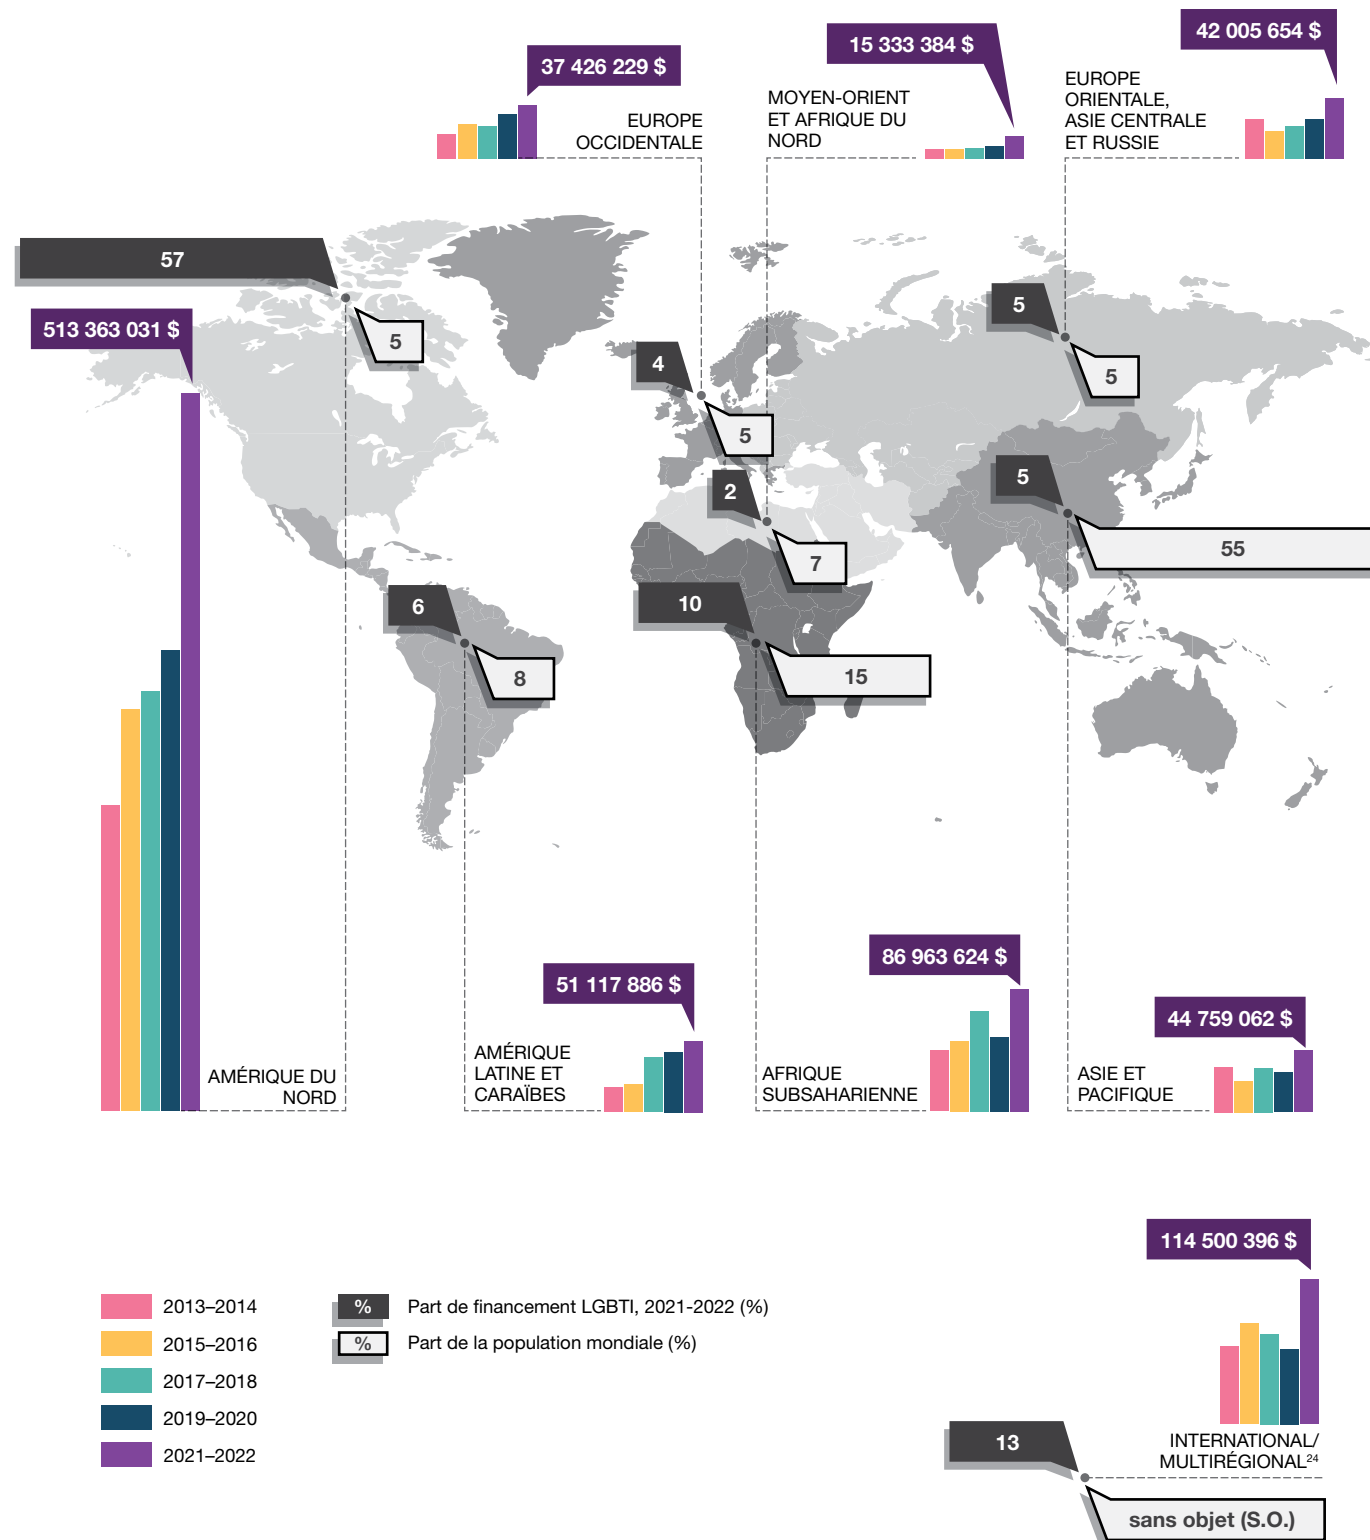 37 426 229 $
EUROPE
OCCIDENTALE
15 333 384 $
MOYEN-ORIENT
ET AFRIQUE DU
NORD
42 005 654 $
EUROPE
ORIENTALE,
ASIE CENTRALE
ET RUSSIE
57
5
513 363 031 $
4
5
5
5
2
7
5
55
6
8
10
15
AMÉRIQUE DU
NORD
51 117 886 $
AMÉRIQUE
LATINE ET
CARAÏBES
86 963 624 $
AFRIQUE
SUBSAHARIENNE
44 759 062 $
ASIE ET
PACIFIQUE
114 500 396 $
INTERNATIONAL/
MULTIRÉGIONAL24
13
sans objet (S.O.)
2013–2014
2015–2016
2017–2018
2019–2020
2021–2022
% Part de financement LGBTI, 2021-2022 (%)
% Part de la population mondiale (%)